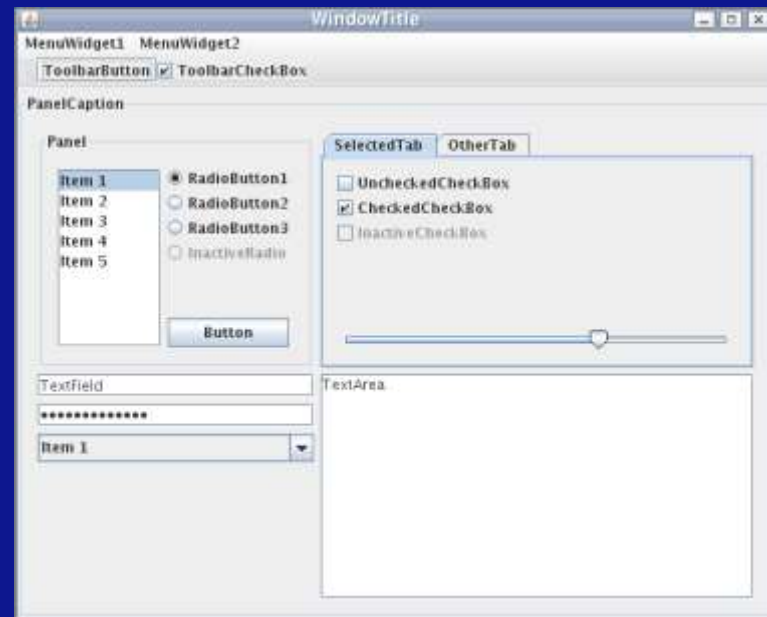 WindowTitle
MenuWidget1 MenuWidget2
ToolbarButton ToolbarCheckBox
PanelCaption
Panel
Item 1
Item 2
Item 3
Item 4
Item 5
RadioButton1
RadioButton2
RadioButton3
InactiveRadio
Button
SelectedTab OtherTab
UncheckedCheckBox
CheckedCheckBox
InactiveCheckBox
TextField
•••••••••••••
Item 1
TextArea